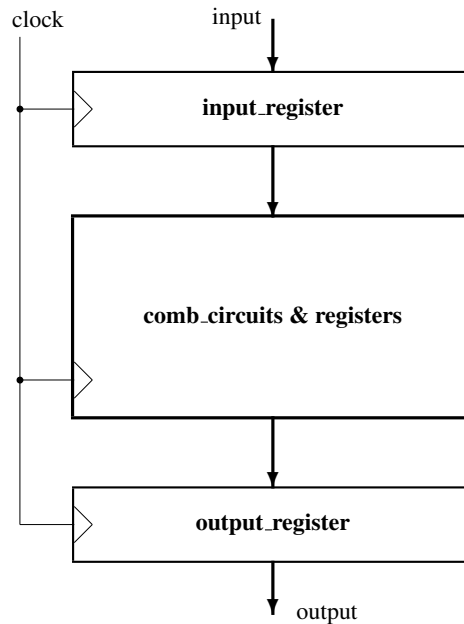 clock
input
input_register
comb_circuits & registers
output_register
output